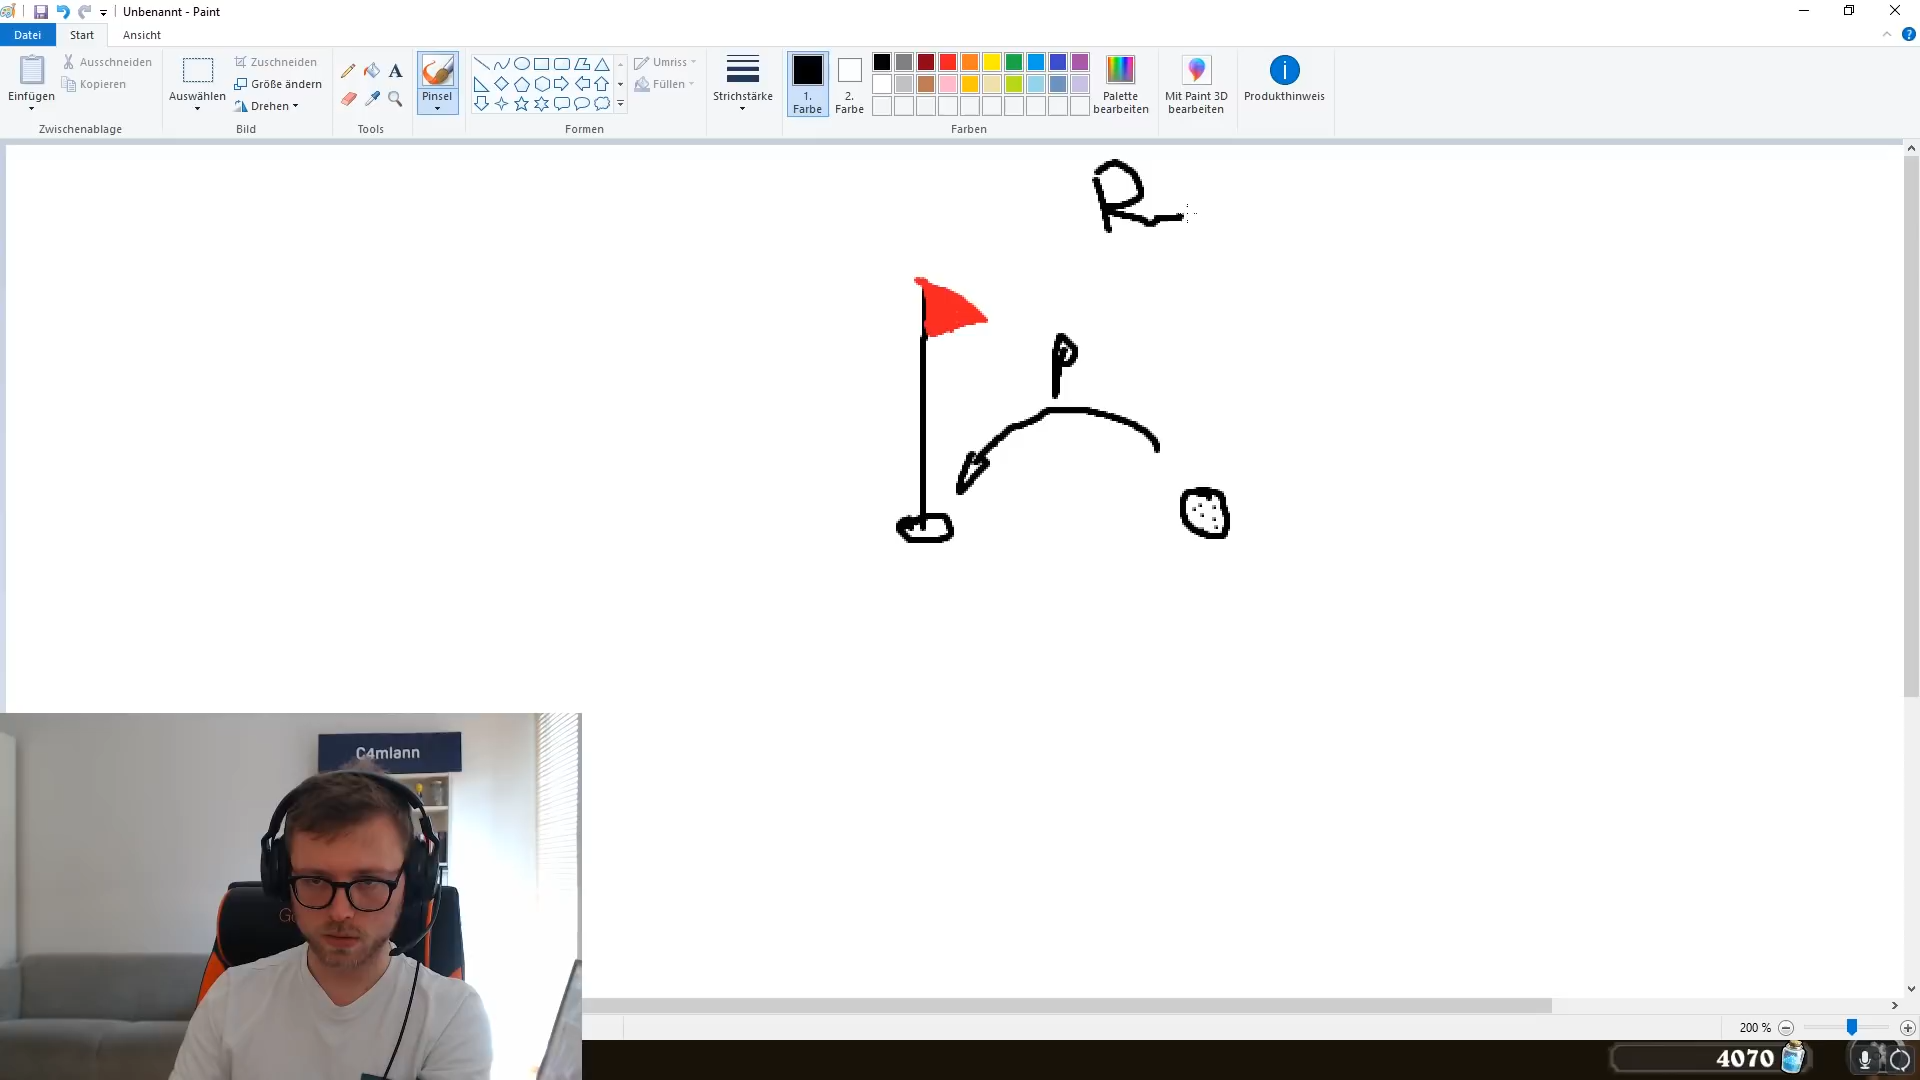 Unbenannt - Paint
Datei Start Ansicht
Einfügen
Ausschneiden
Kopieren
Zwischenablage
Auswählen
Zuschneiden
Größe ändern
Drehen
Bild
A
Tools
Pinsel
Formen
Umriss
Füllen
Strichstärke
1. Farbe
2. Farbe
Farben
Palette bearbeiten
Mit Paint 3D bearbeiten
Produkthinweis
R
P
C4mlann
200 %
4070